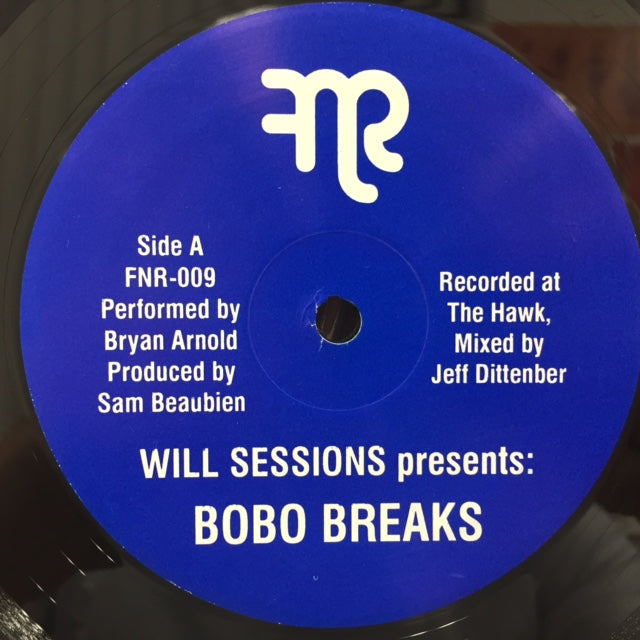 FNR
Side A
FNR-009
Performed by
Bryan Arnold
Produced by
Sam Beaubien
Recorded at
The Hawk,
Mixed by
Jeff Dittenber
WILL SESSIONS presents:
BOBO BREAKS